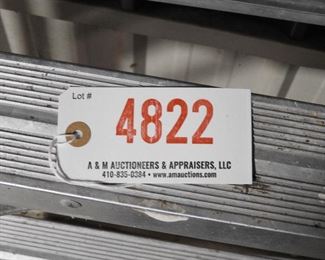 Lot #
4822
A & M AUCTIONEERS & APPRAISERS, LLC
410-835-0384 • www.amauctions.com